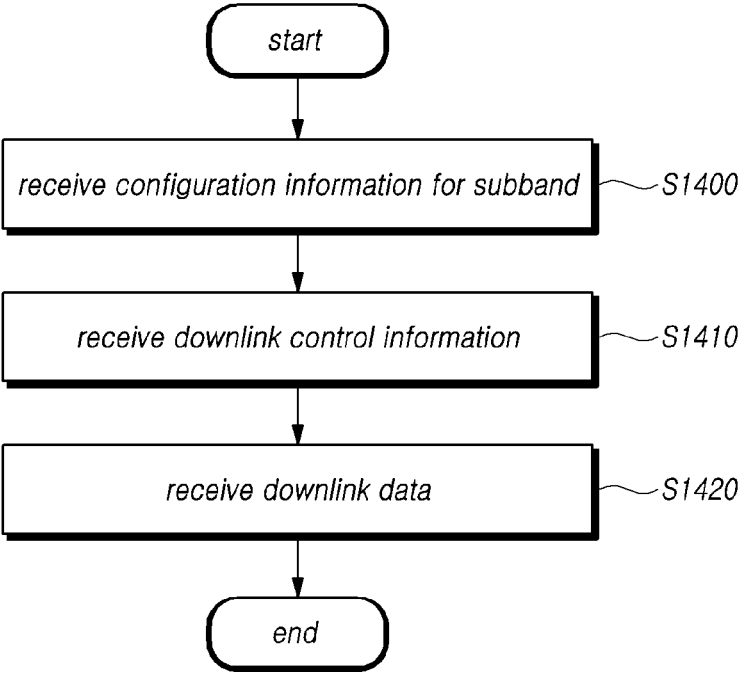 start
receive configuration information for subband
S1400
receive downlink control information
S1410
receive downlink data
S1420
end